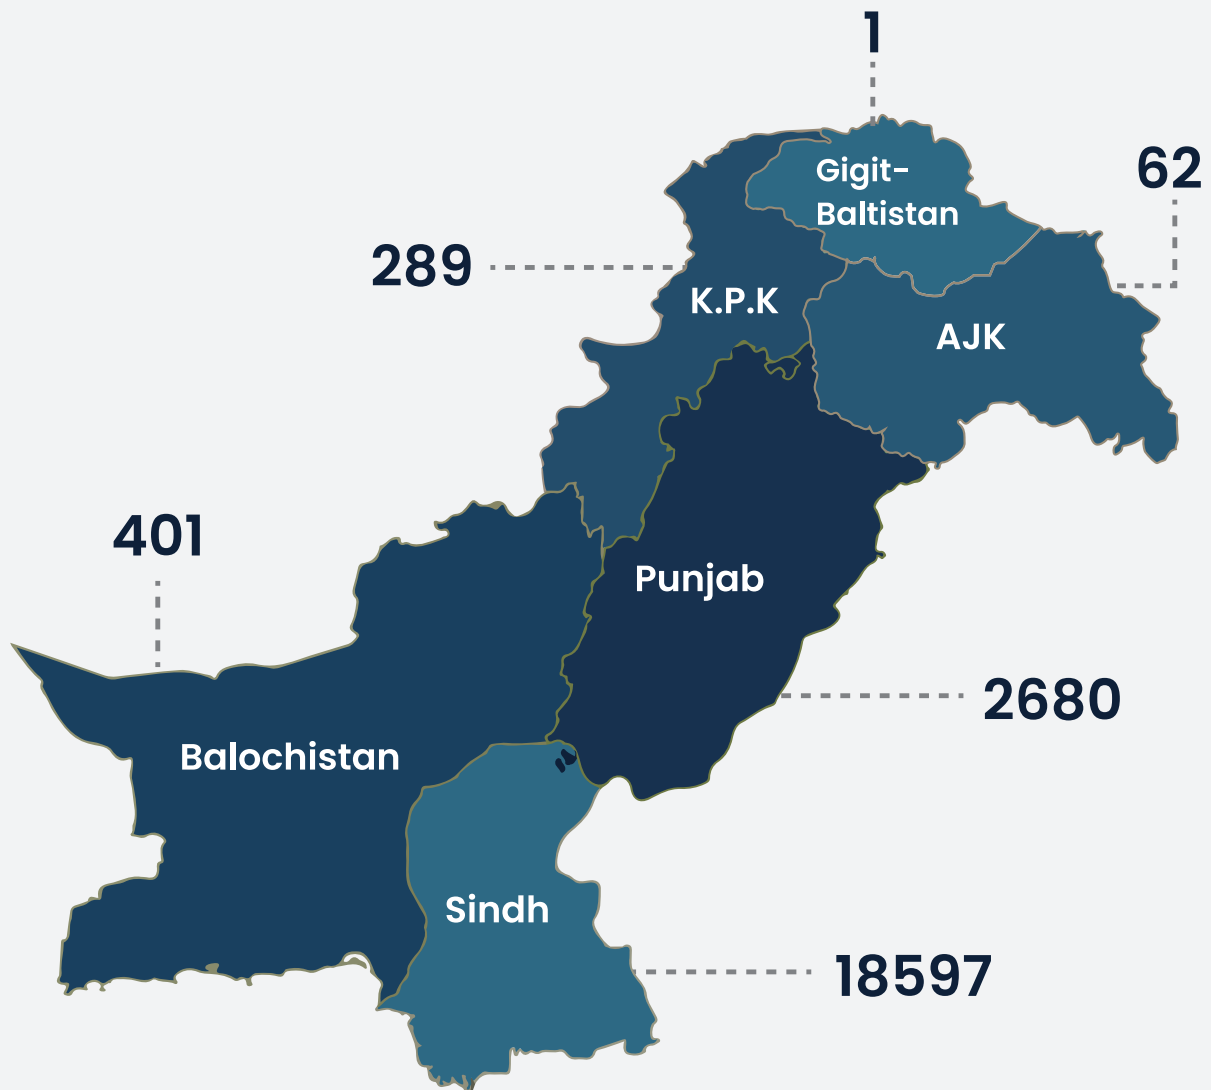 1
62
Gigit-
Baltistan
289
K.P.K
AJK
401
Punjab
2680
Balochistan
Sindh
18597